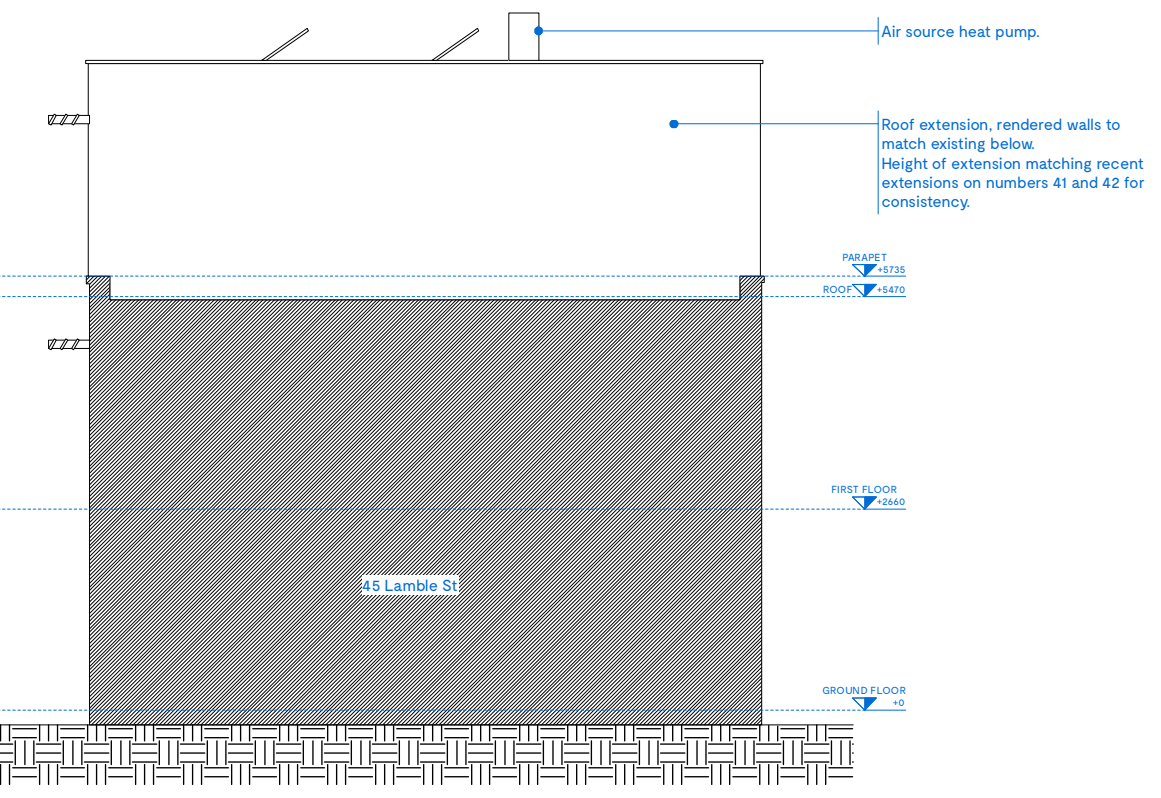 Air source heat pump.
Roof extension, rendered walls to
match existing below.
Height of extension matching recent
extensions on numbers 41 and 42 for
consistency.
PARAPET
+5735
ROOF
+5470
FIRST FLOOR
+2660
45 Lamble St
GROUND FLOOR
+0